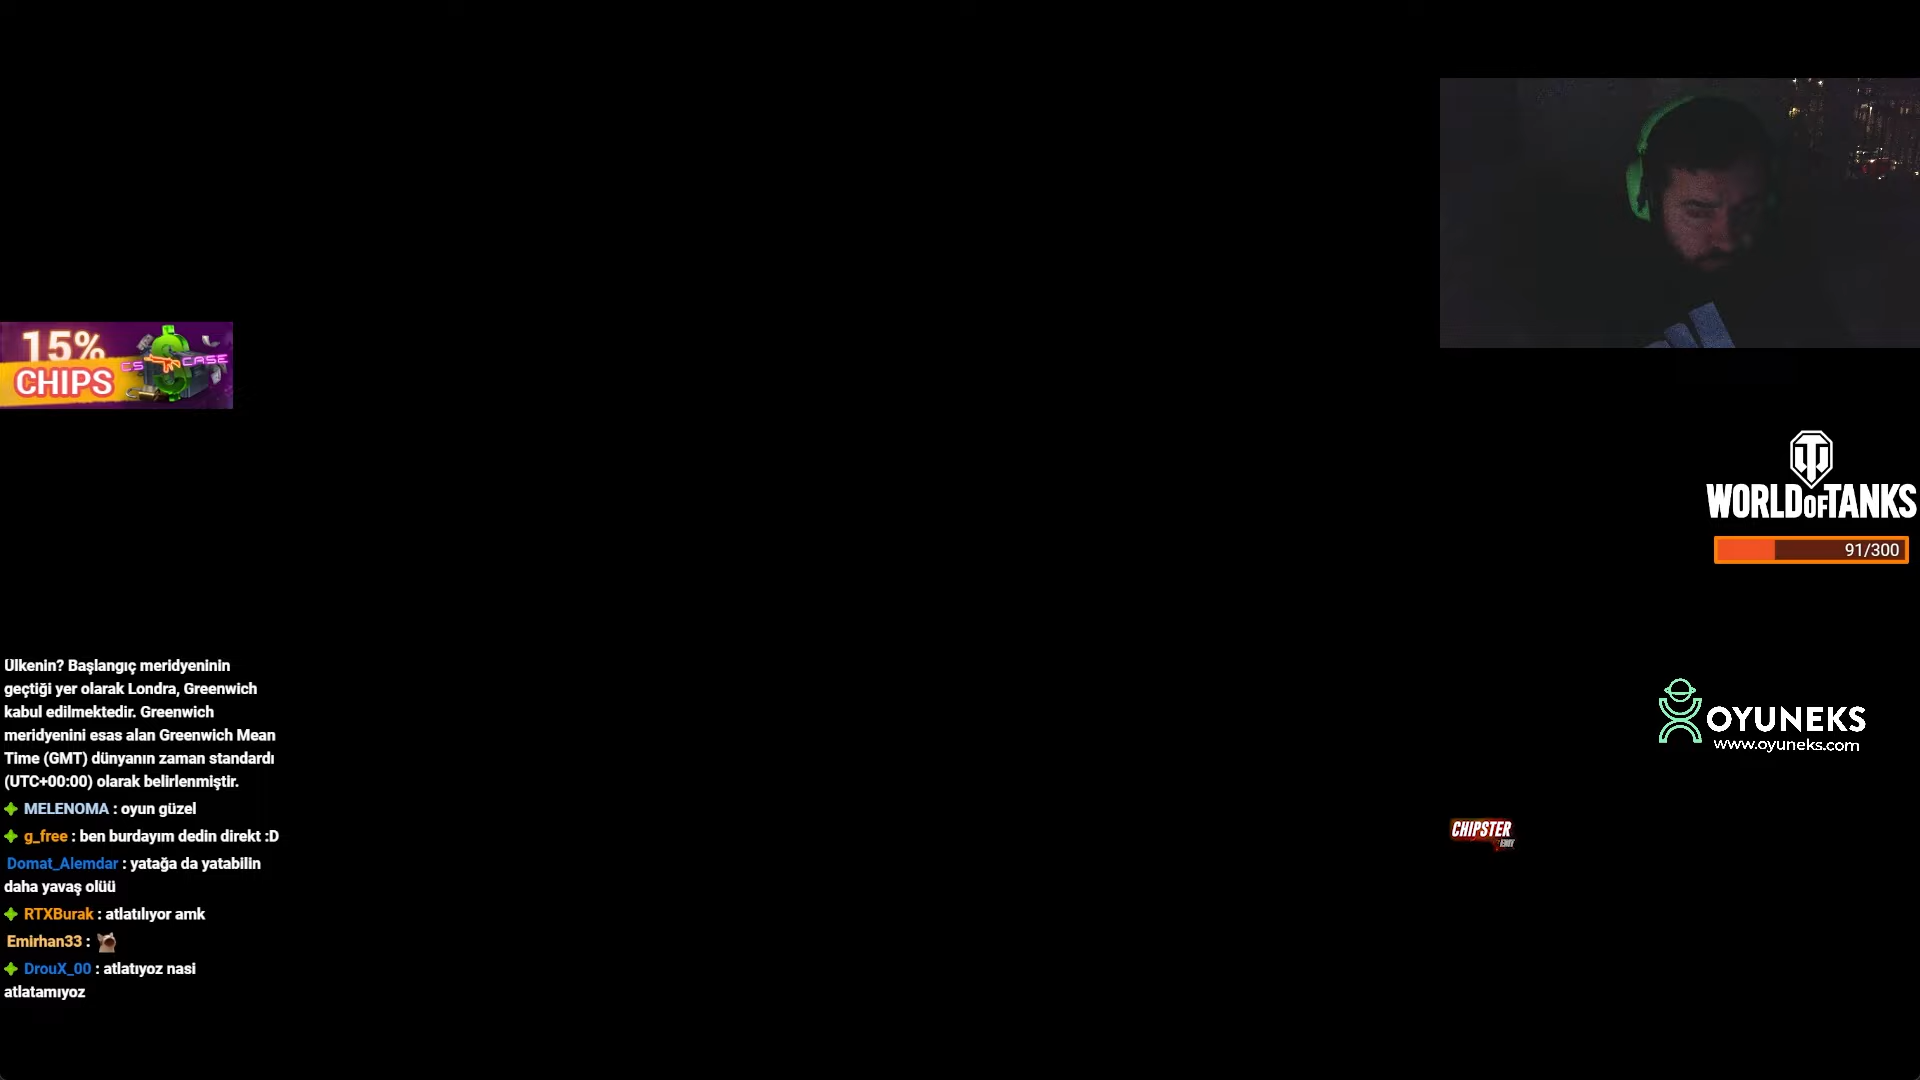 15%
CHIPS
CS CASE
WORLD OF TANKS
91/300
Ülkenin? Başlangıç meridyeninin
geçtiği yer olarak Londra, Greenwich
kabul edilmektedir. Greenwich
meridyenini esas alan Greenwich Mean
Time (GMT) dünyanın zaman standardı
(UTC+00:00) olarak belirlenmiştir.
MELENOMA : oyun güzel
g_free : ben burdayım dedin direkt :D
Domat_Alemdar : yatağa da yatabilin
daha yavaş olüü
RTXBurak : atlatılıyor amk
Emirhan33 :
DrouX_00 : atlatıyoz nasi
atlatamıyoz
OYUNEKS
www.oyuneks.com
CHIPSTER